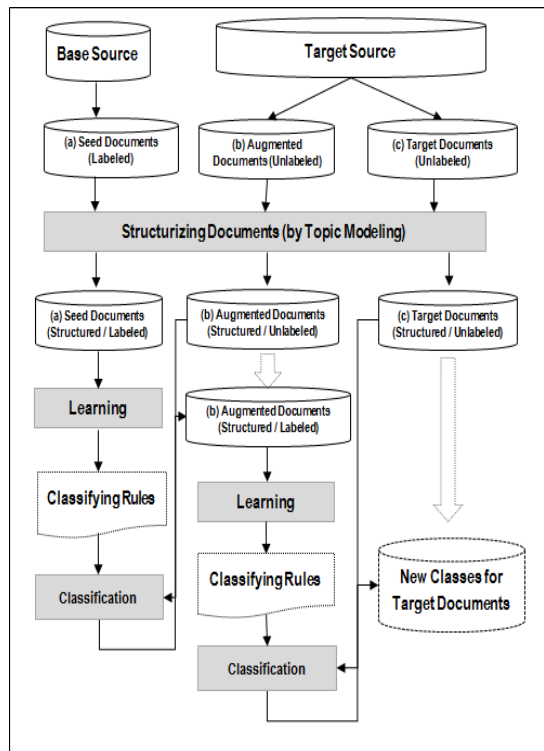 Base Source
Target Source
(a) Seed Documents
(Labeled)
(b) Augmented
Documents (Unlabeled)
(c) Target Documents
(Unlabeled)
Structurizing Documents (by Topic Modeling)
(a) Seed Documents
(Structured / Labeled)
(b) Augmented Documents
(Structured / Unlabeled)
(c) Target Documents
(Structured / Unlabeled)
Learning
(b) Augmented Documents
(Structured / Labeled)
Classifying Rules
Learning
Classification
Classifying Rules
New Classes for
Target Documents
Classification